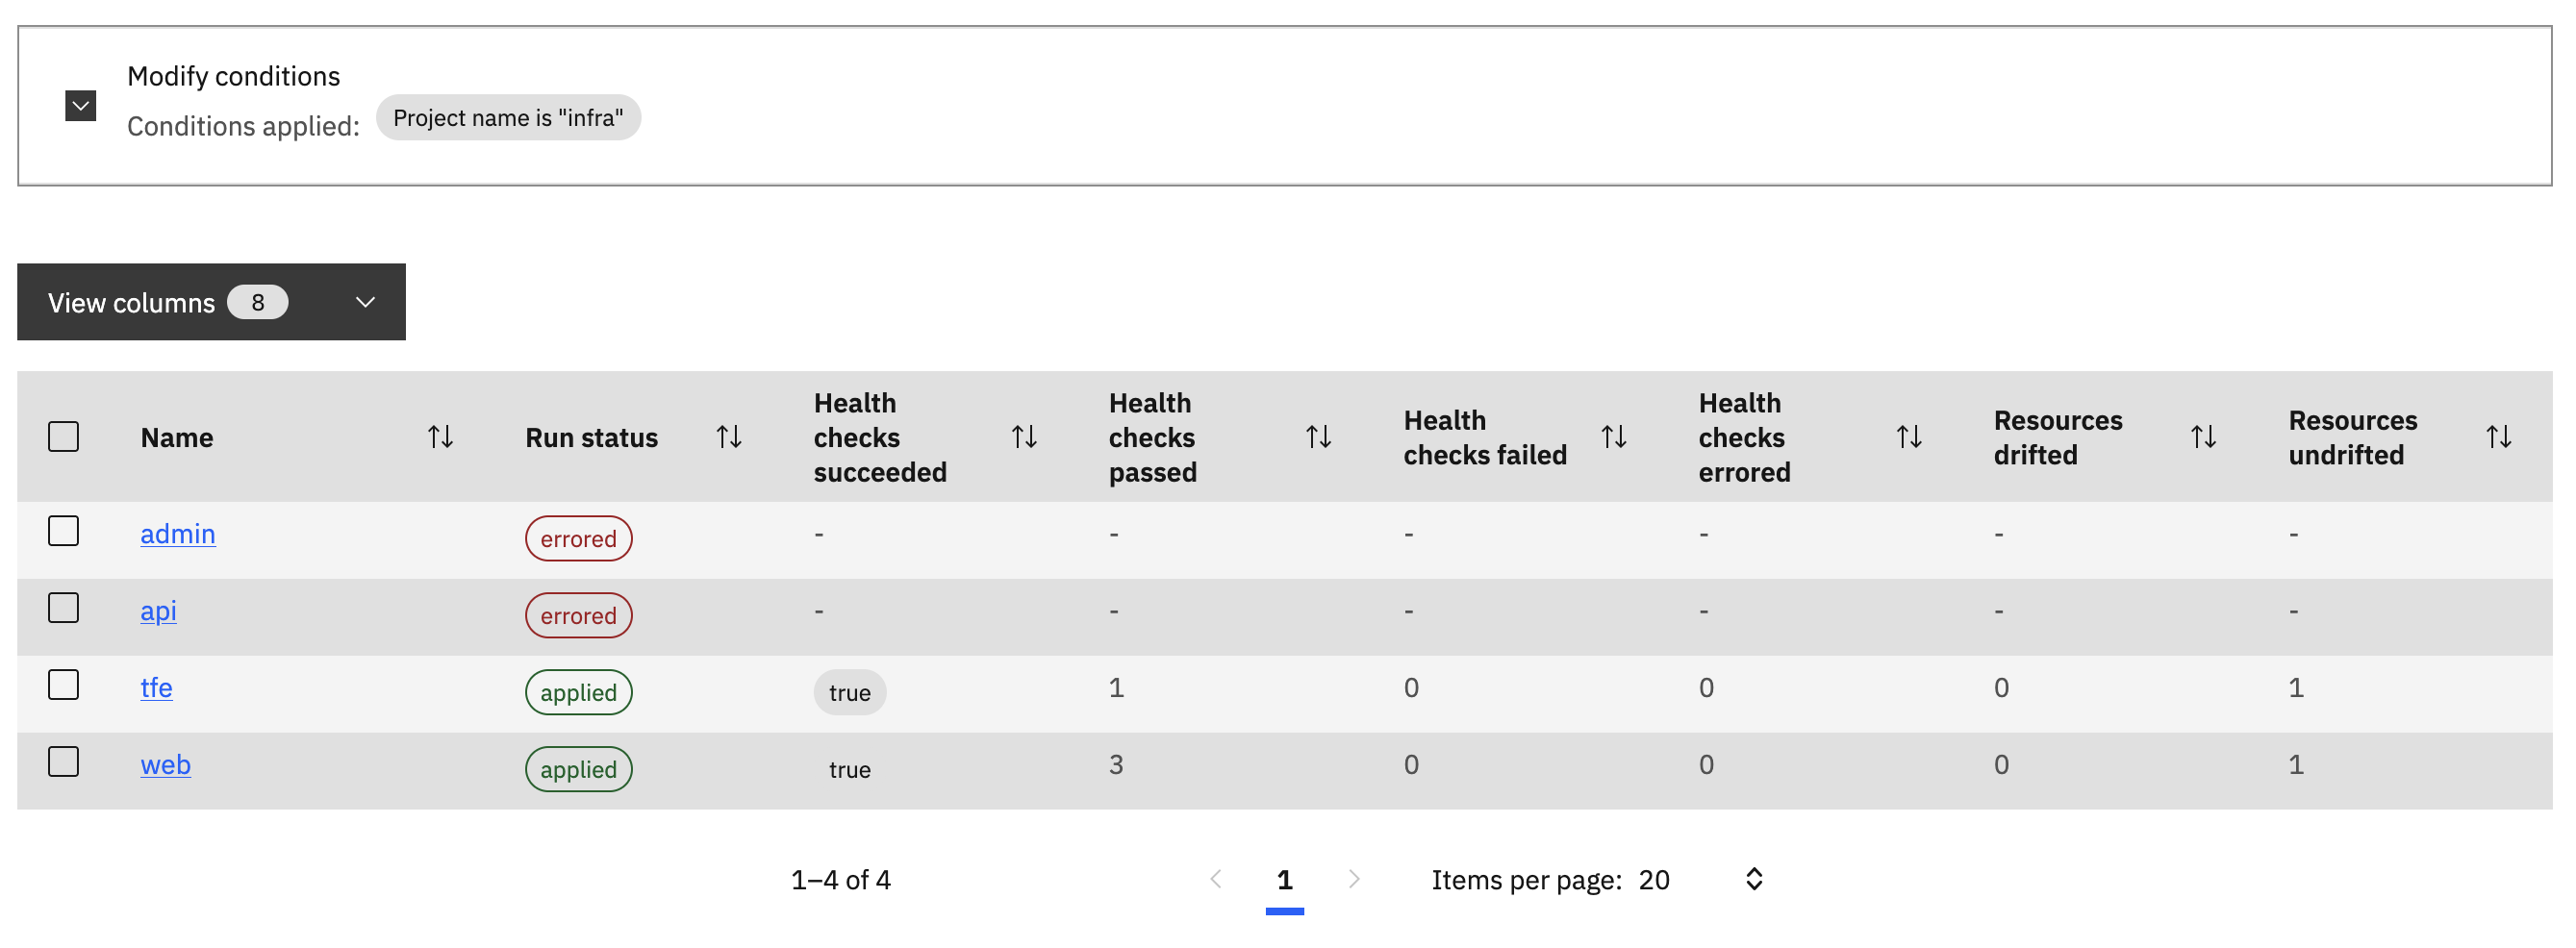 Modify conditions
Conditions applied: Project name is "infra"
View columns 8
Name Run status Health checks succeeded Health checks passed Health checks failed Health checks errored Resources drifted Resources undrifted
admin errored - - - - - -
api errored - - - - - -
tfe applied true 1 0 0 0 1
web applied true 3 0 0 0 1
1–4 of 4 1 Items per page: 20